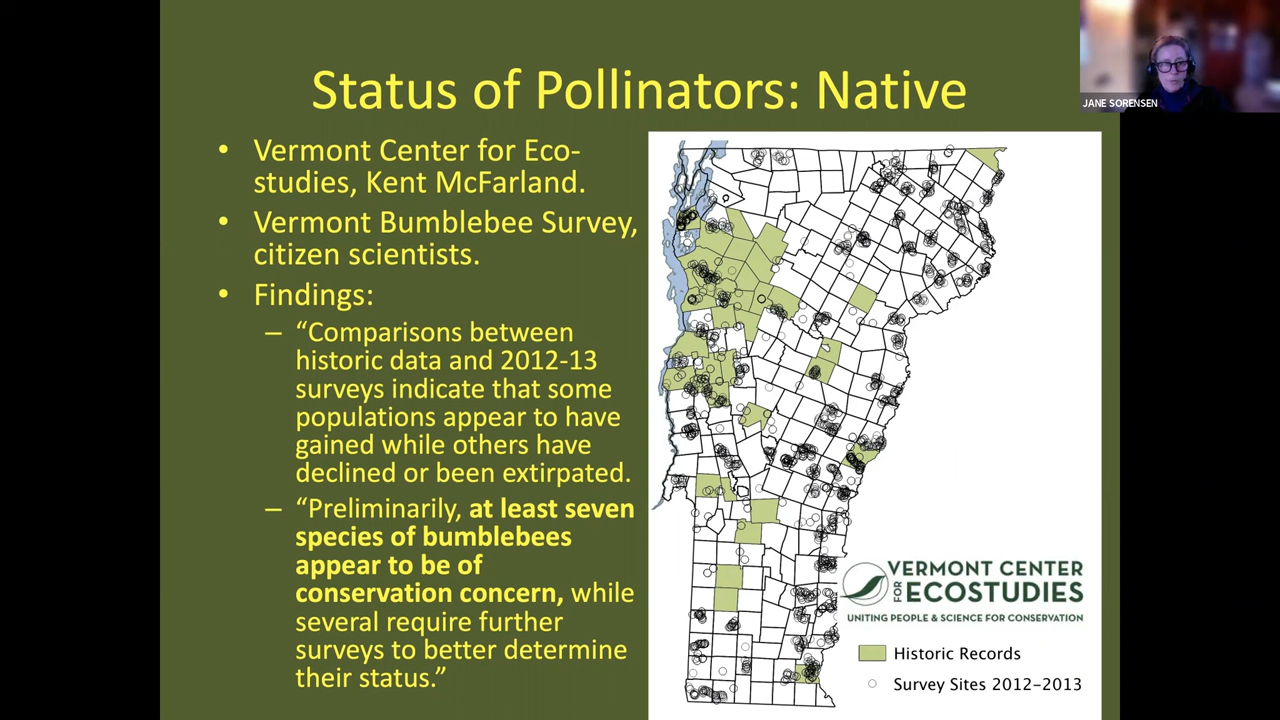 Status of Pollinators: Native
JANE SORENSEN
• Vermont Center for Eco-
studies, Kent McFarland.
• Vermont Bumblebee Survey,
citizen scientists.
• Findings:
– “Comparisons between
historic data and 2012-13
surveys indicate that some
populations appear to have
gained while others have
declined or been extirpated.
– “Preliminarily, at least seven
species of bumblebees
appear to be of
conservation concern, while
several require further
surveys to better determine
their status.”
VERMONT CENTER
FOR ECOSTUDIES
UNITING PEOPLE & SCIENCE FOR CONSERVATION
Historic Records
Survey Sites 2012–2013